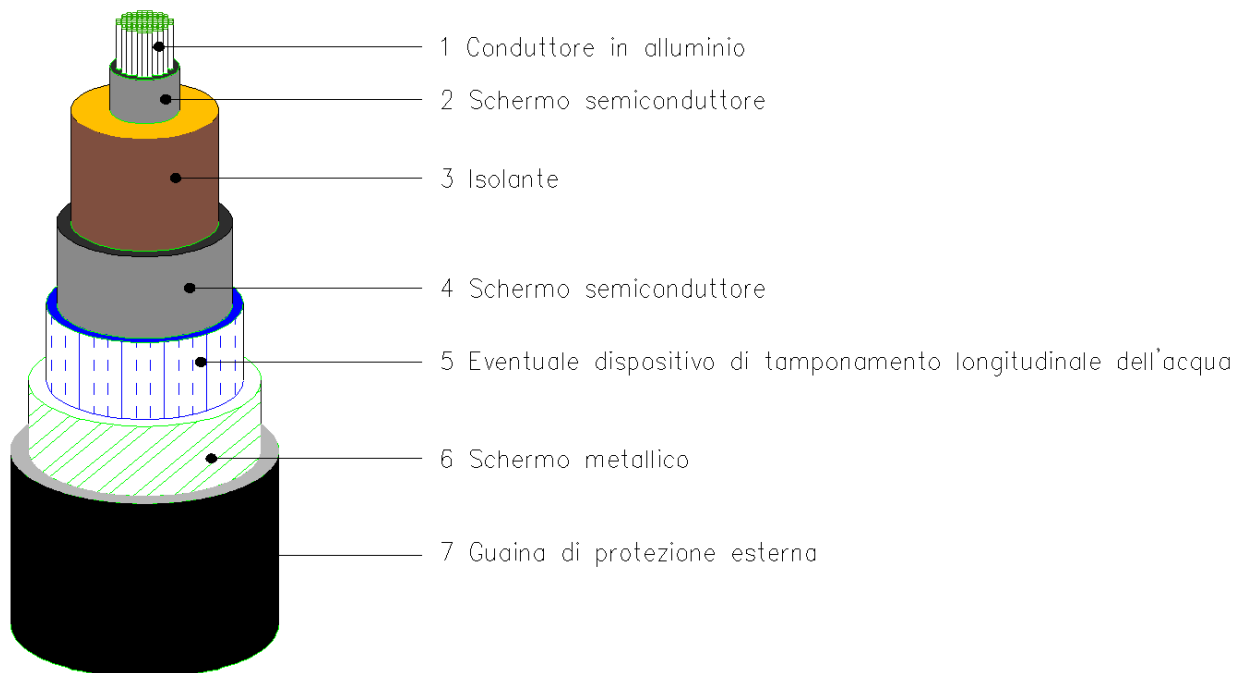 1 Conduttore in alluminio
2 Schermo semiconduttore
3 Isolante
4 Schermo semiconduttore
5 Eventuale dispositivo di tamponamento longitudinale dell'acqua
6 Schermo metallico
7 Guaina di protezione esterna